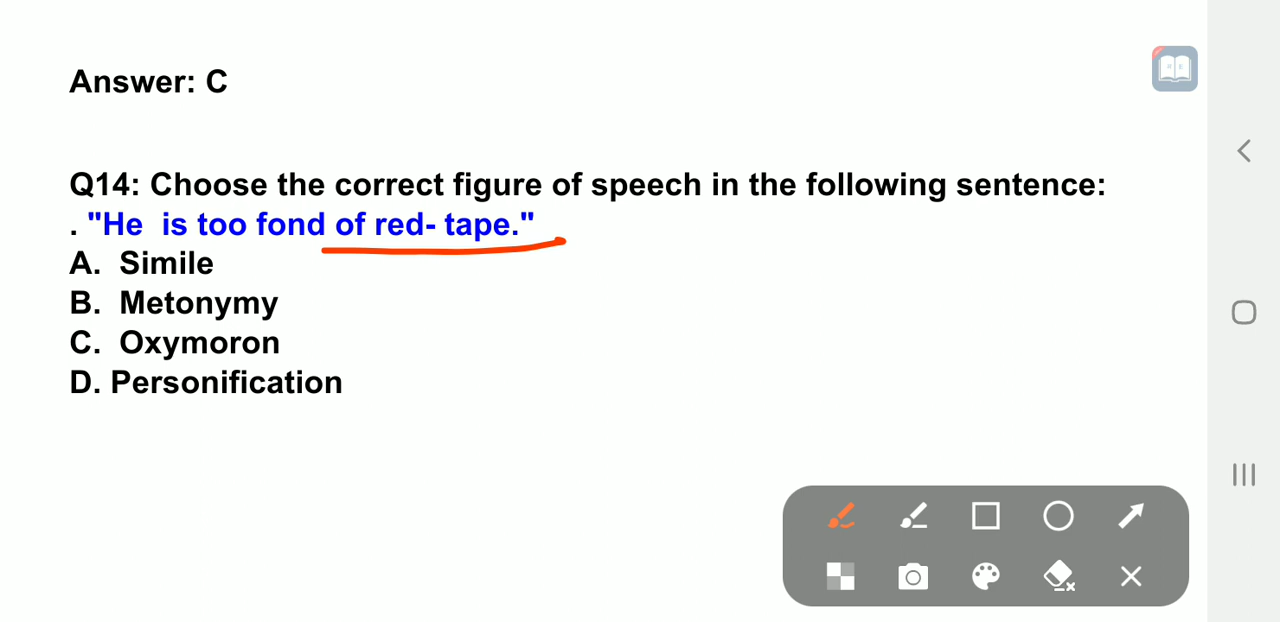 Answer: C
Q14: Choose the correct figure of speech in the following sentence:
. "He  is too fond of red- tape."
A.  Simile
B.  Metonymy
C.  Oxymoron
D. Personification